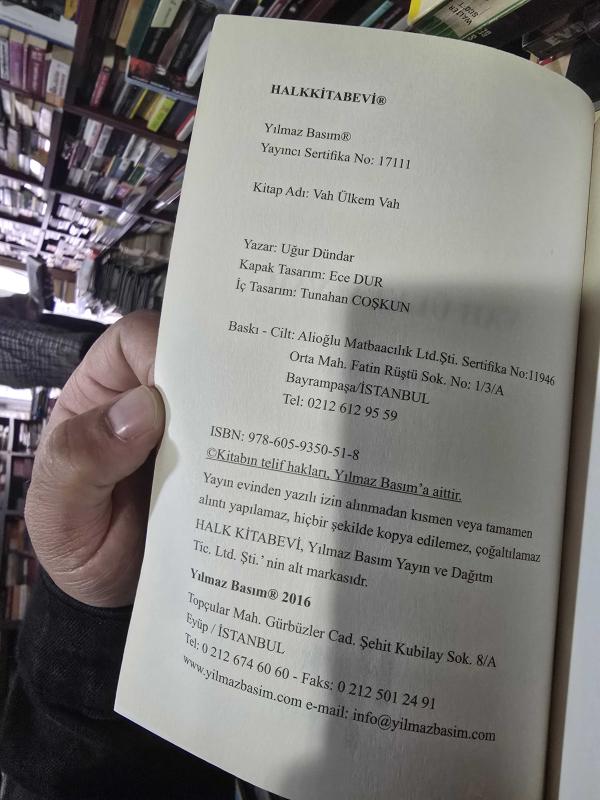 HALKKİTABEVİ®
Yılmaz Basım®
Yayıncı Sertifika No: 17111
Kitap Adı: Vah Ülkem Vah
Yazar: Uğur Dündar
Kapak Tasarım: Ece DUR
İç Tasarım: Tunahan COŞKUN
Baskı - Cilt: Alioğlu Matbaacılık Ltd.Şti. Sertifika No:11946
Orta Mah. Fatin Rüştü Sok. No: 1/3/A
Bayrampaşa/İSTANBUL
Tel: 0212 612 95 59
ISBN: 978-605-9350-51-8
©Kitabın telif hakları, Yılmaz Basım'a aittir.
Yayın evinden yazılı izin alınmadan kısmen veya tamamen
alıntı yapılamaz, hiçbir şekilde kopya edilemez, çoğaltılamaz
HALK KİTABEVİ, Yılmaz Basım Yayın ve Dağıtm
Tic. Ltd. Şti.' nin alt markasıdr.
Yılmaz Basım® 2016
Topçular Mah. Gürbüzler Cad. Şehit Kubilay Sok. 8/A
Eyüp / İSTANBUL
Tel: 0 212 674 60 60 - Faks: 0 212 501 24 91
www.yilmazbasim.com e-mail: info@yilmazbasim.com
WALTER